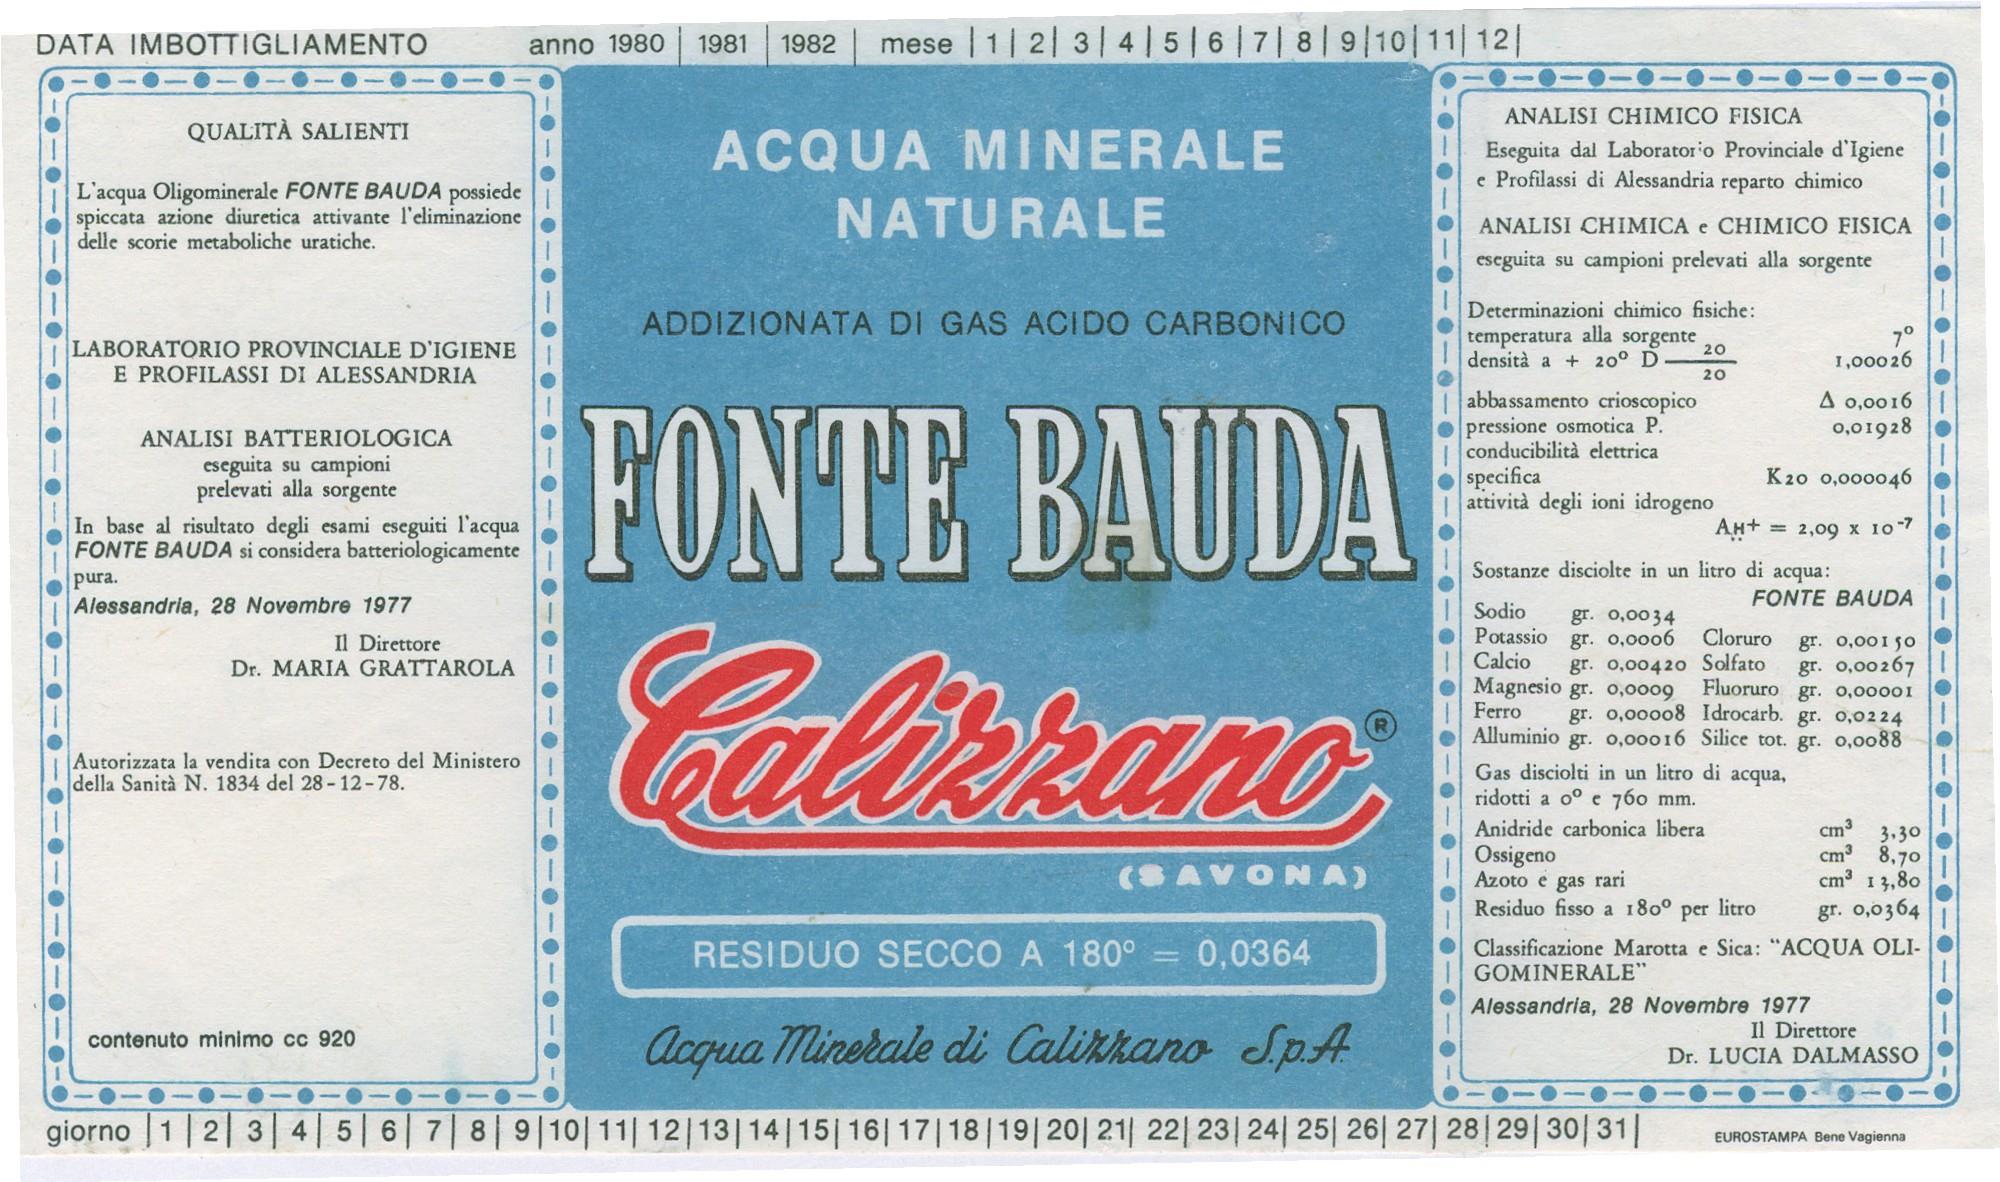 DATA IMBOTTIGLIAMENTO anno 1980 | 1981 | 1982 | mese | 1 | 2 | 3 | 4 | 5 | 6 | 7 | 8 | 9 | 10 | 11 | 12 |
QUALITÀ SALIENTI
L'acqua Oligominerale FONTE BAUDA possiede
spiccata azione diuretica attivante l'eliminazione
delle scorie metaboliche uratiche.
LABORATORIO PROVINCIALE D'IGIENE
E PROFILASSI DI ALESSANDRIA
ANALISI BATTERIOLOGICA
eseguita su campioni
prelevati alla sorgente
In base al risultato degli esami eseguiti l'acqua
FONTE BAUDA si considera batteriologicamente
pura.
Alessandria, 28 Novembre 1977
Il Direttore
Dr. MARIA GRATTAROLA
Autorizzata la vendita con Decreto del Ministero
della Sanità N. 1834 del 28-12-78.
contenuto minimo cc 920
ACQUA MINERALE
NATURALE
ADDIZIONATA DI GAS ACIDO CARBONICO
FONTE BAUDA
Calizzano ®
(SAVONA)
RESIDUO SECCO A 180° = 0,0364
Acqua Minerale di Calizzano S.p.A.
ANALISI CHIMICO FISICA
Eseguita dal Laboratorio Provinciale d'Igiene
e Profilassi di Alessandria reparto chimico
ANALISI CHIMICA e CHIMICO FISICA
eseguita su campioni prelevati alla sorgente
Determinazioni chimico fisiche:
temperatura alla sorgente 7°
densità a + 20° D 20/20 1,00026
abbassamento crioscopico Δ 0,0016
pressione osmotica P. 0,01928
conducibilità elettrica
specifica K20 0,000046
attività degli ioni idrogeno
AH+ = 2,09 x 10⁻⁷
Sostanze disciolte in un litro di acqua:
FONTE BAUDA
Sodio gr. 0,0034
Potassio gr. 0,0006 Cloruro gr. 0,00150
Calcio gr. 0,00420 Solfato gr. 0,00267
Magnesio gr. 0,0009 Fluoruro gr. 0,00001
Ferro gr. 0,00008 Idrocarb. gr. 0,0224
Alluminio gr. 0,00016 Silice tot. gr. 0,0088
Gas disciolti in un litro di acqua,
ridotti a 0° e 760 mm.
Anidride carbonica libera cm³ 3,30
Ossigeno cm³ 8,70
Azoto e gas rari cm³ 13,80
Residuo fisso a 180° per litro gr. 0,0364
Classificazione Marotta e Sica: "ACQUA OLI-
GOMINERALE"
Alessandria, 28 Novembre 1977
Il Direttore
Dr. LUCIA DALMASSO
giorno | 1 | 2 | 3 | 4 | 5 | 6 | 7 | 8 | 9 | 10 | 11 | 12 | 13 | 14 | 15 | 16 | 17 | 18 | 19 | 20 | 21 | 22 | 23 | 24 | 25 | 26 | 27 | 28 | 29 | 30 | 31 |
EUROSTAMPA Bene Vagienna